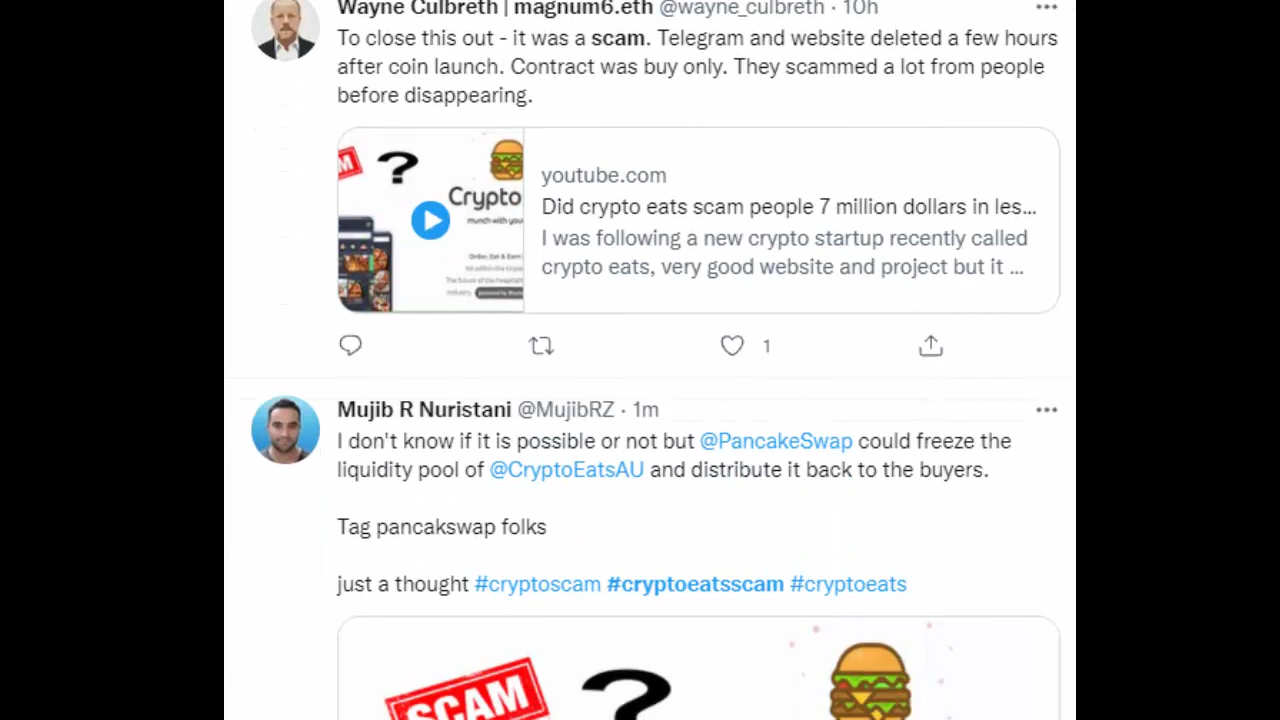 Wayne Culbreth | magnum6.eth @wayne_culbreth · 10h
To close this out - it was a scam. Telegram and website deleted a few hours
after coin launch. Contract was buy only. They scammed a lot from people
before disappearing.
?
Crypto
munch with you
Order, Eat & Earn
youtube.com
Did crypto eats scam people 7 million dollars in les...
I was following a new crypto startup recently called
crypto eats, very good website and project but it ...
1
Mujib R Nuristani @MujibRZ · 1m
I don't know if it is possible or not but @PancakeSwap could freeze the
liquidity pool of @CryptoEatsAU and distribute it back to the buyers.
Tag pancakswap folks
just a thought #cryptoscam #cryptoeatsscam #cryptoeats
SCAM ?